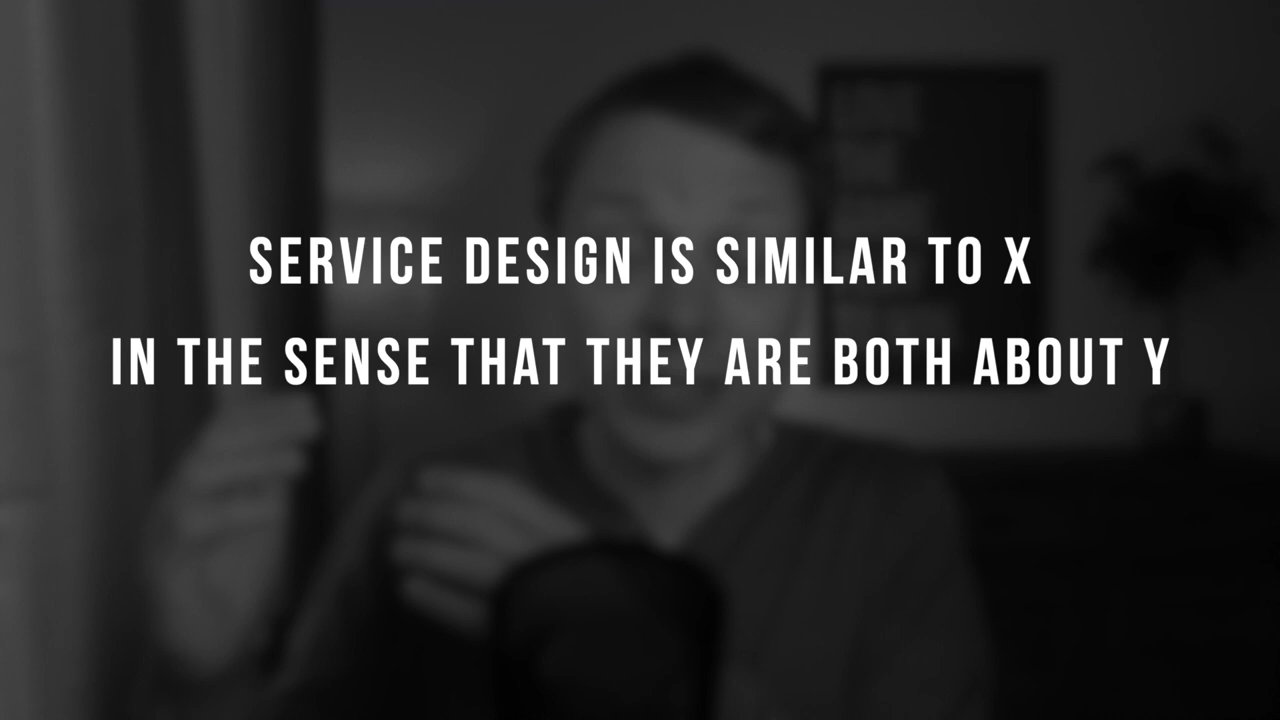 SERVICE DESIGN IS SIMILAR TO X
IN THE SENSE THAT THEY ARE BOTH ABOUT Y